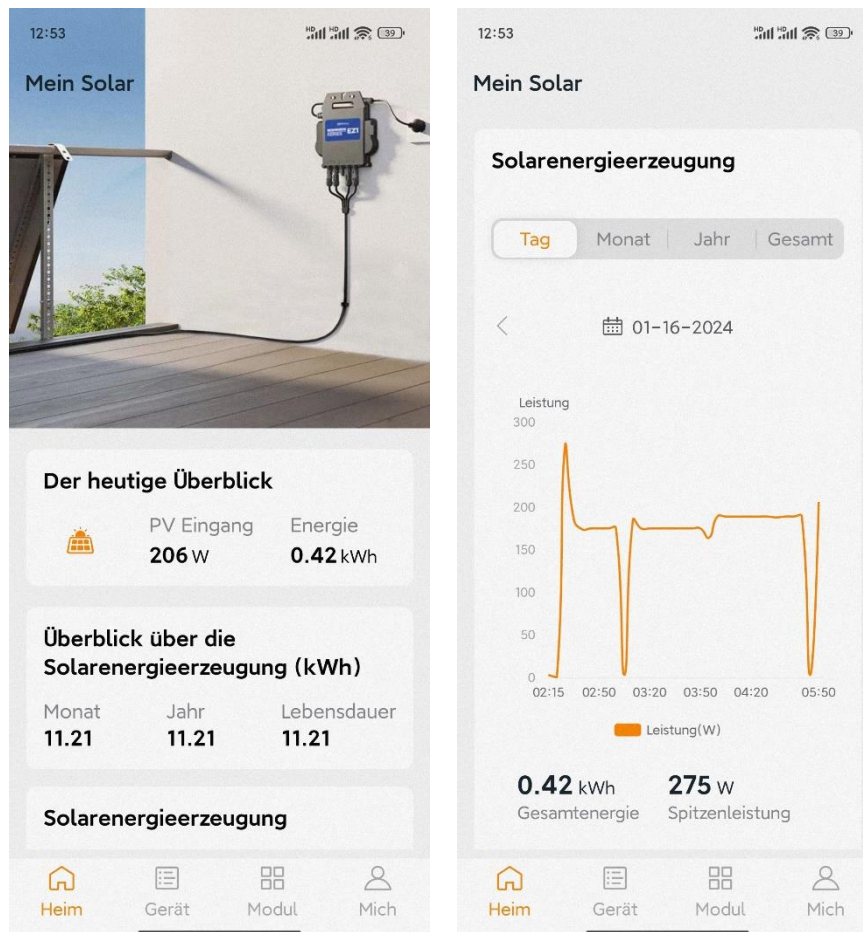 12:53
39
Mein Solar
EZ1
Der heutige Überblick
PV Eingang
Energie
206 W
0.42 kWh
Überblick über die
Solarenergieerzeugung (kWh)
Monat
Jahr
Lebensdauer
11.21
11.21
11.21
Solarenergieerzeugung
Heim
Gerät
Modul
Mich
12:53
39
Mein Solar
Solarenergieerzeugung
Tag
Monat
Jahr
Gesamt
01-16-2024
Leistung
300
250
200
150
100
50
0
02:15
02:50
03:20
03:50
04:20
05:50
Leistung(W)
0.42 kWh
275 W
Gesamtenergie
Spitzenleistung
Heim
Gerät
Modul
Mich